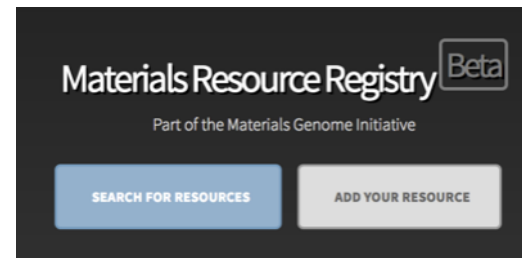 Materials Resource Registry Beta
Part of the Materials Genome Initiative
SEARCH FOR RESOURCES ADD YOUR RESOURCE